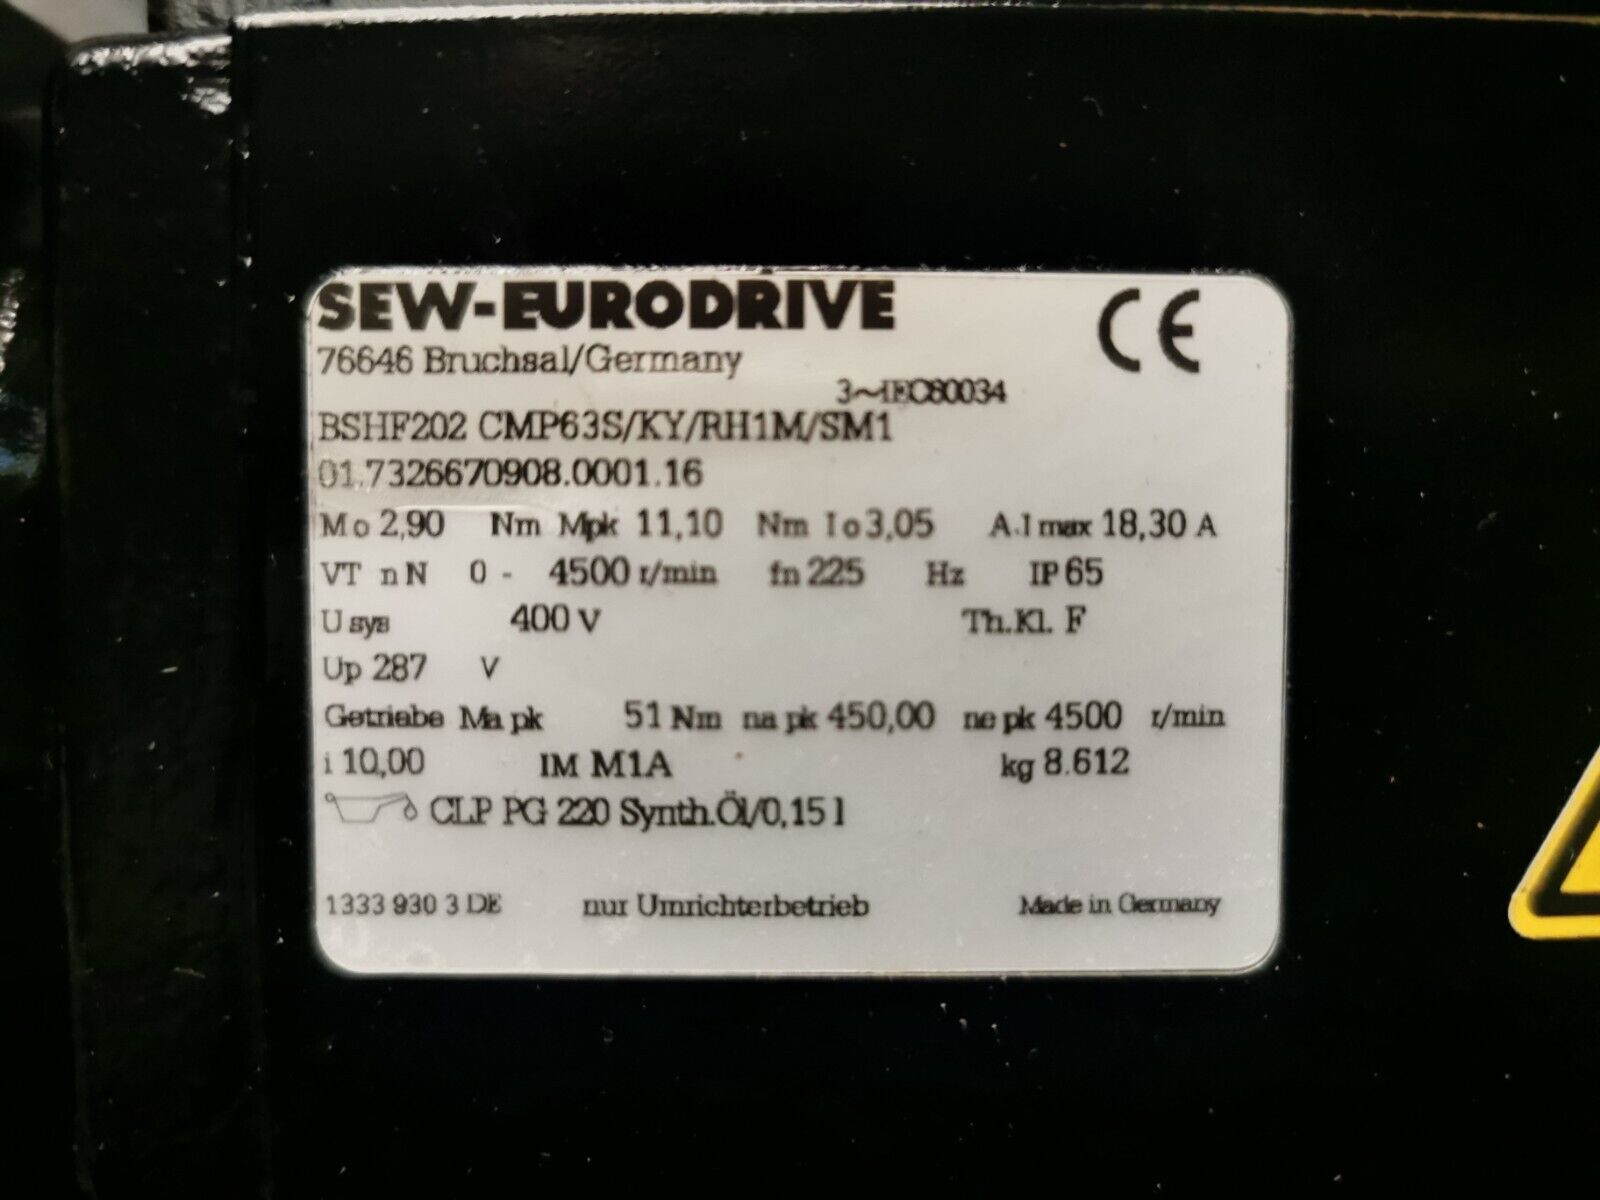 SEW-EURODRIVE
CE
76646 Bruchsal/Germany
3~IEC60034
BSHF202 CMP63S/KY/RH1M/SM1
01.7326670908.0001.16
Mo 2,90 Nm Mpk 11,10 Nm Io 3,05 A Imax 18,30 A
VT nN 0 - 4500 r/min fn 225 Hz IP 65
Usys 400 V Th.Kl. F
Up 287 V
Getriebe Ma pk 51 Nm na pk 450,00 ne pk 4500 r/min
i 10,00 IM M1A kg 8.612
CLP PG 220 Synth.Öl/0,15 l
1333 930 3 DE nur Umrichterbetrieb Made in Germany